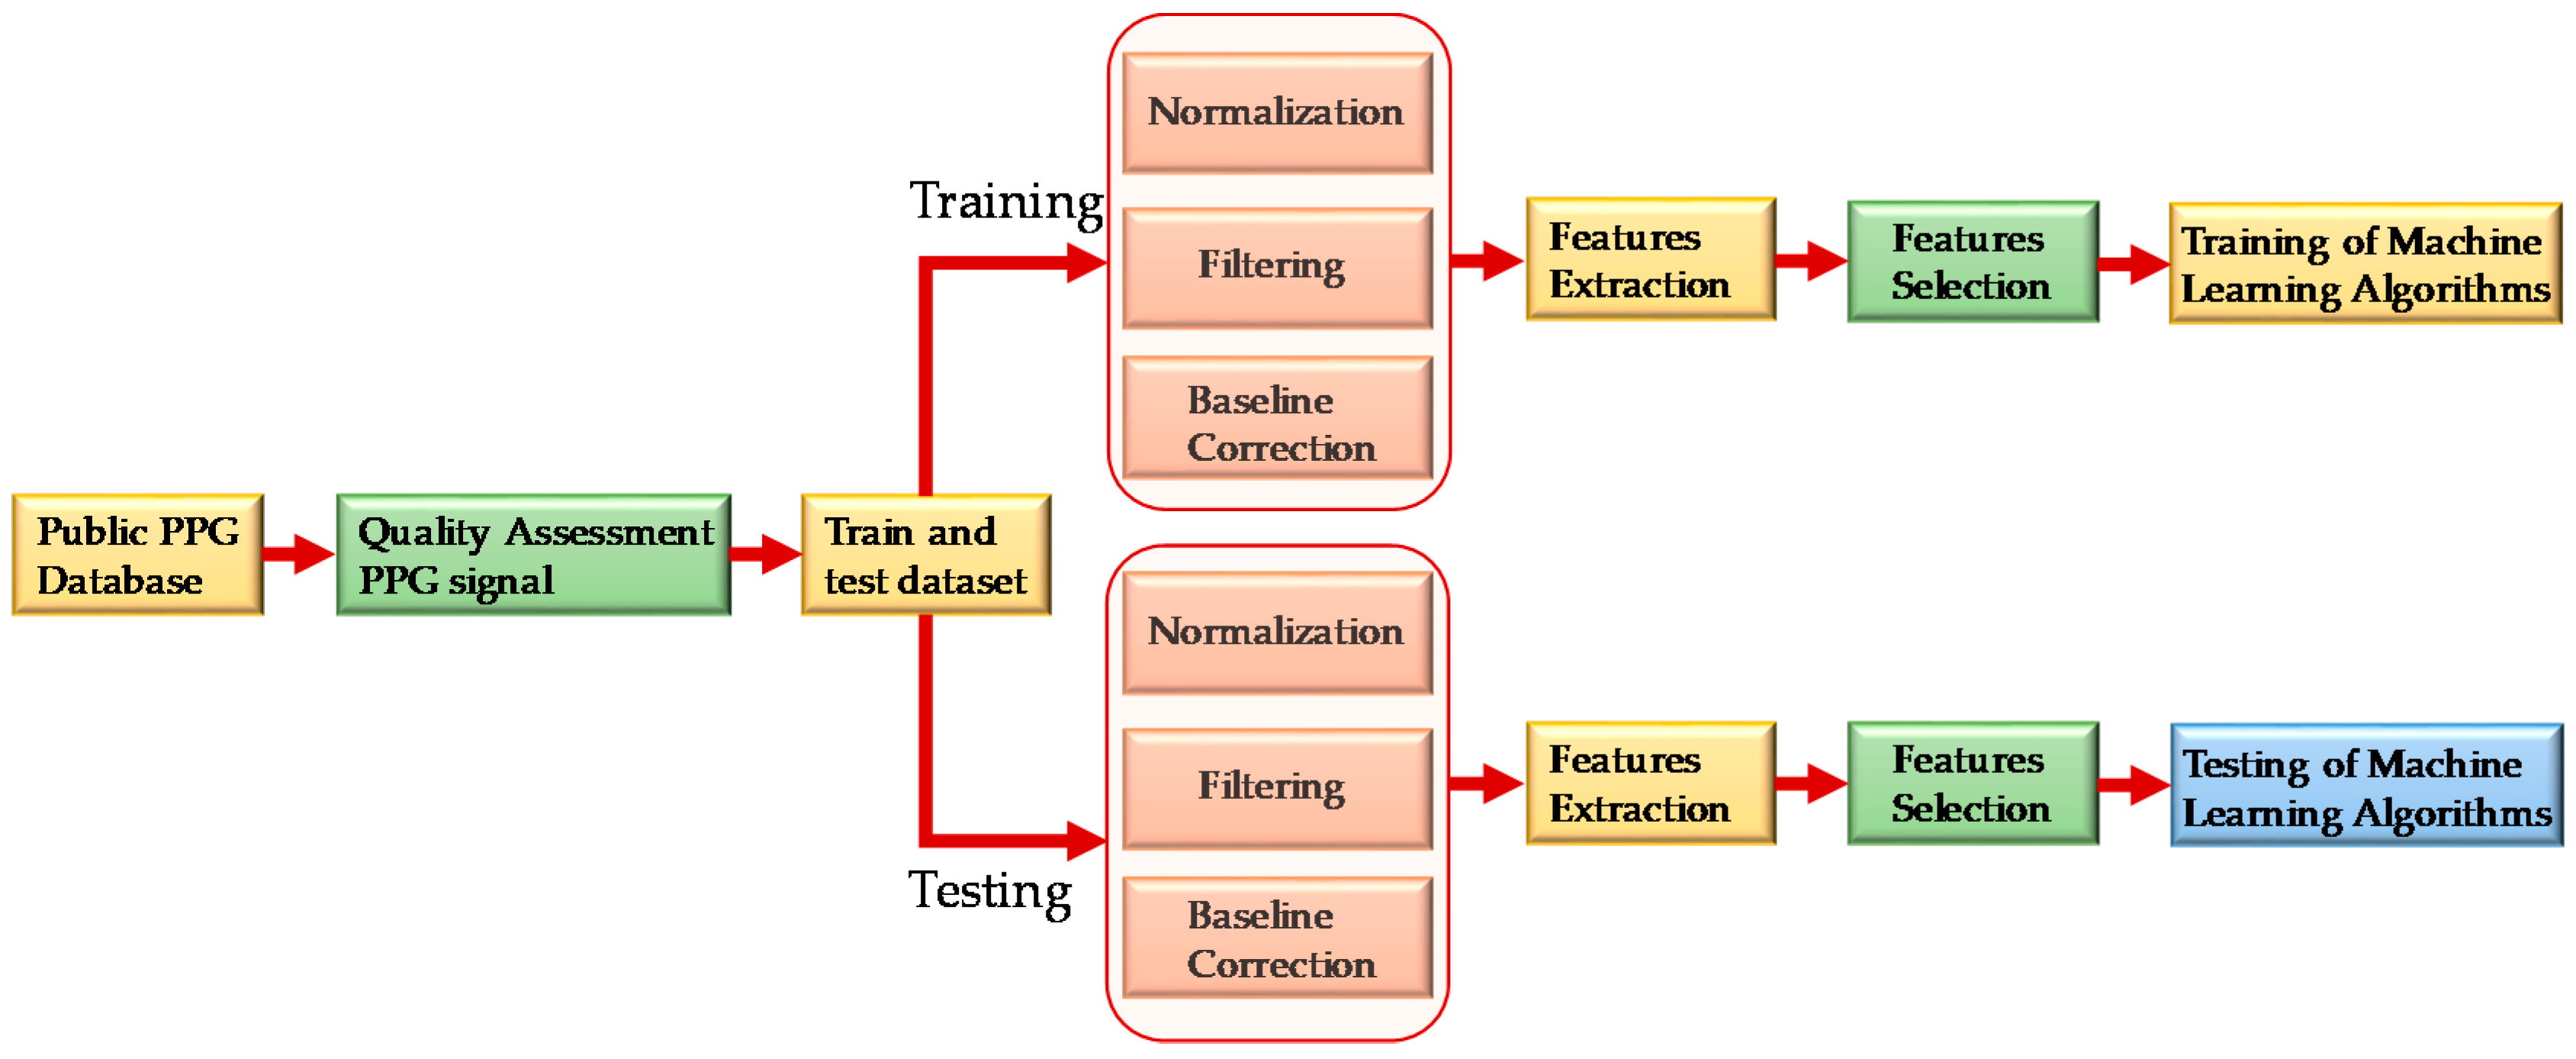 Public PPG
Database
Quality Assessment
PPG signal
Train and
test dataset
Training
Normalization
Filtering
Baseline
Correction
Features
Extraction
Features
Selection
Training of Machine
Learning Algorithms
Testing
Normalization
Filtering
Baseline
Correction
Features
Extraction
Features
Selection
Testing of Machine
Learning Algorithms